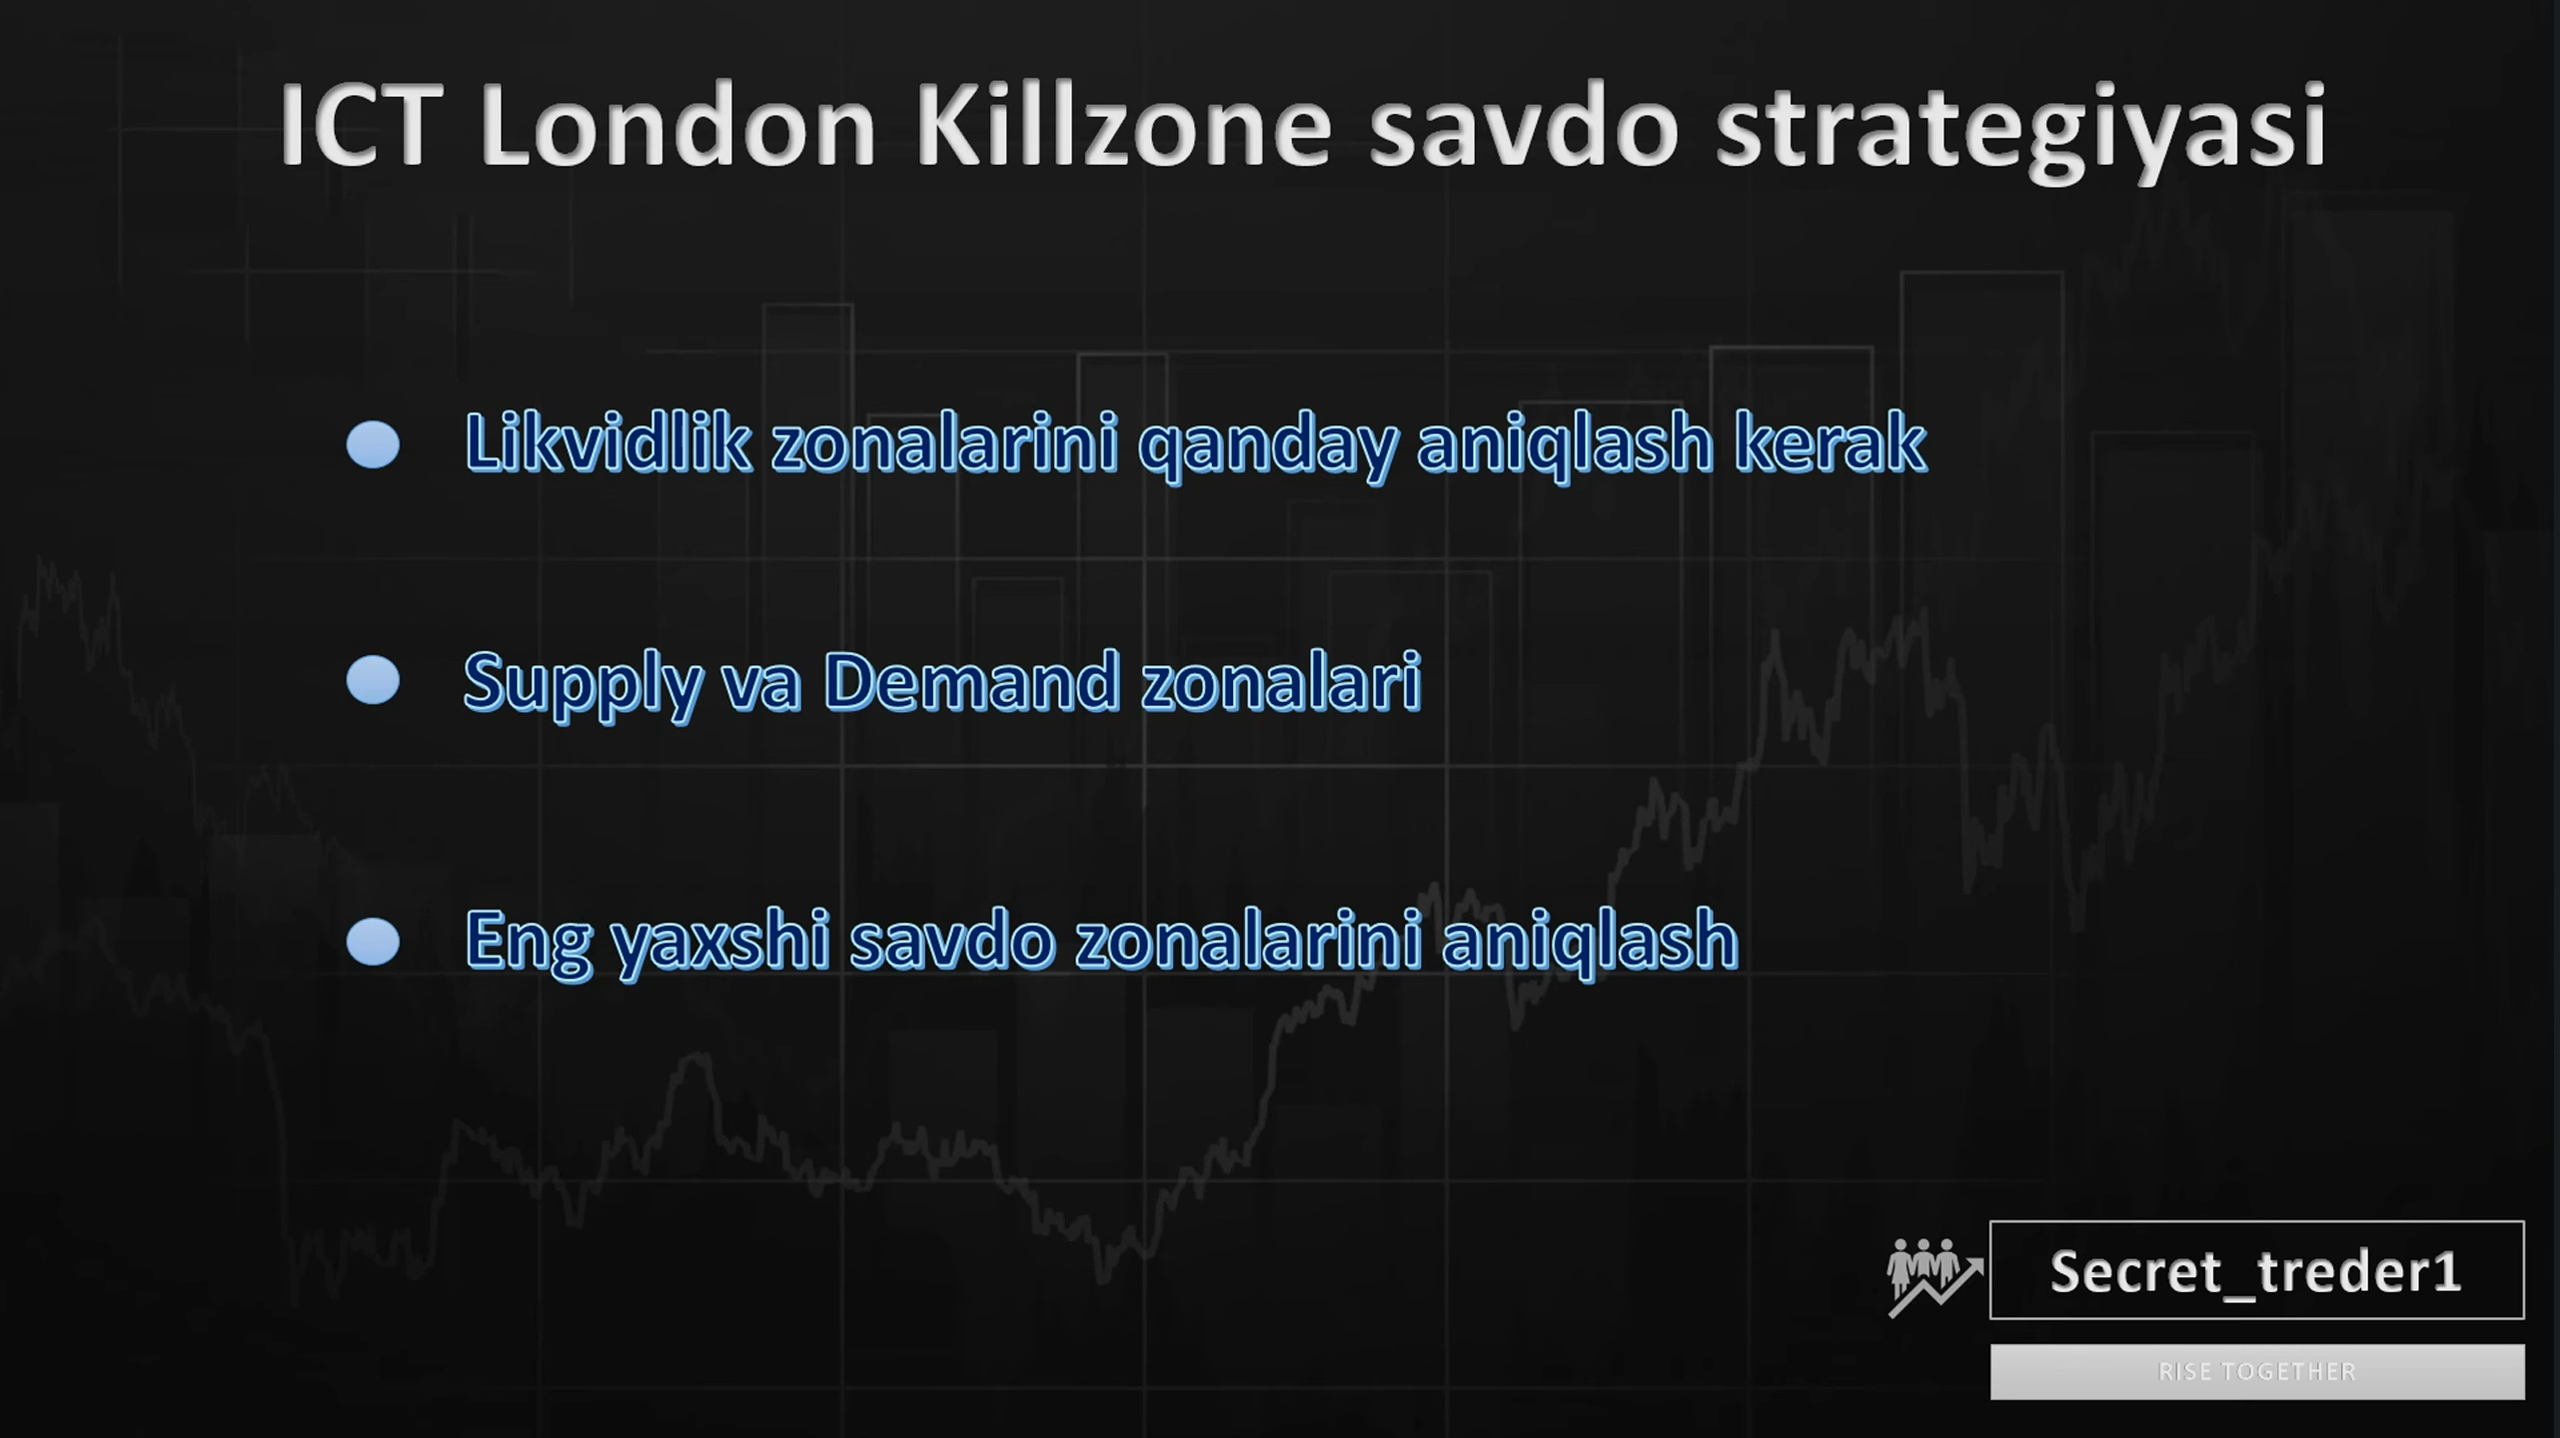 ICT London Killzone savdo strategiyasi
Likvidlik zonalarini qanday aniqlash kerak
Supply va Demand zonalari
Eng yaxshi savdo zonalarini aniqlash
Secret_treder1
RISE TOGETHER